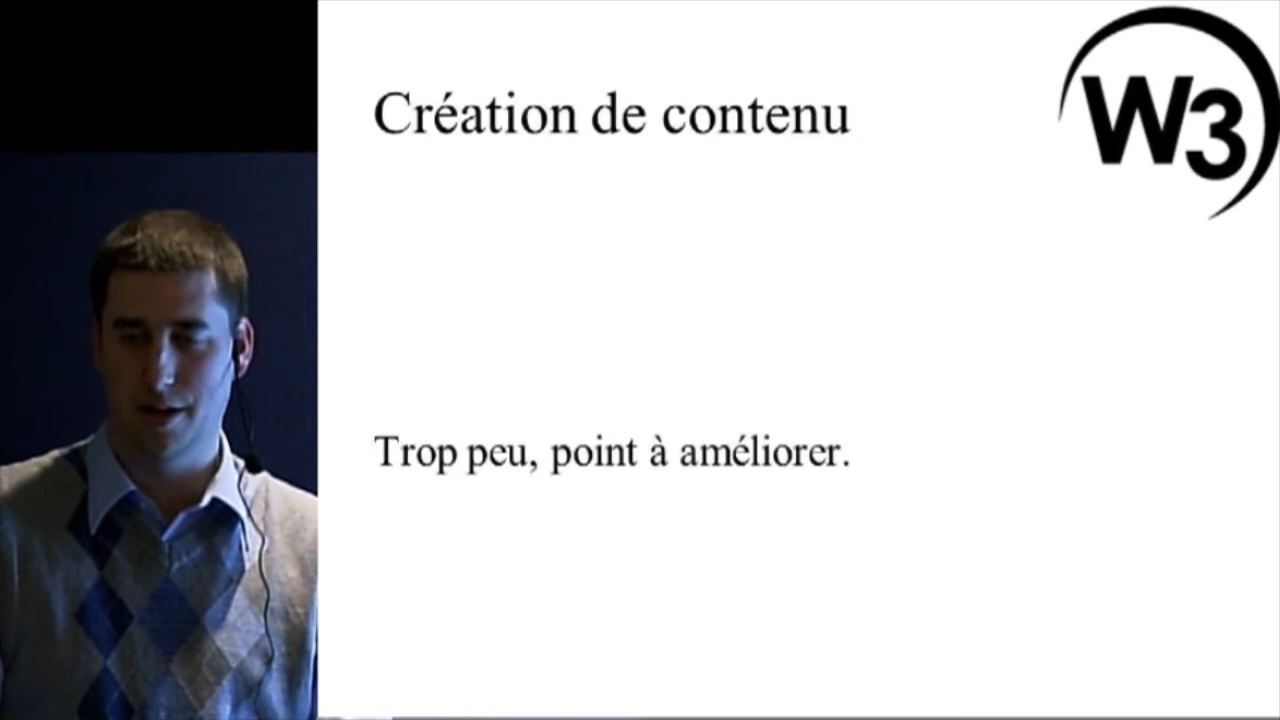 Création de contenu
W3
Trop peu, point à améliorer.